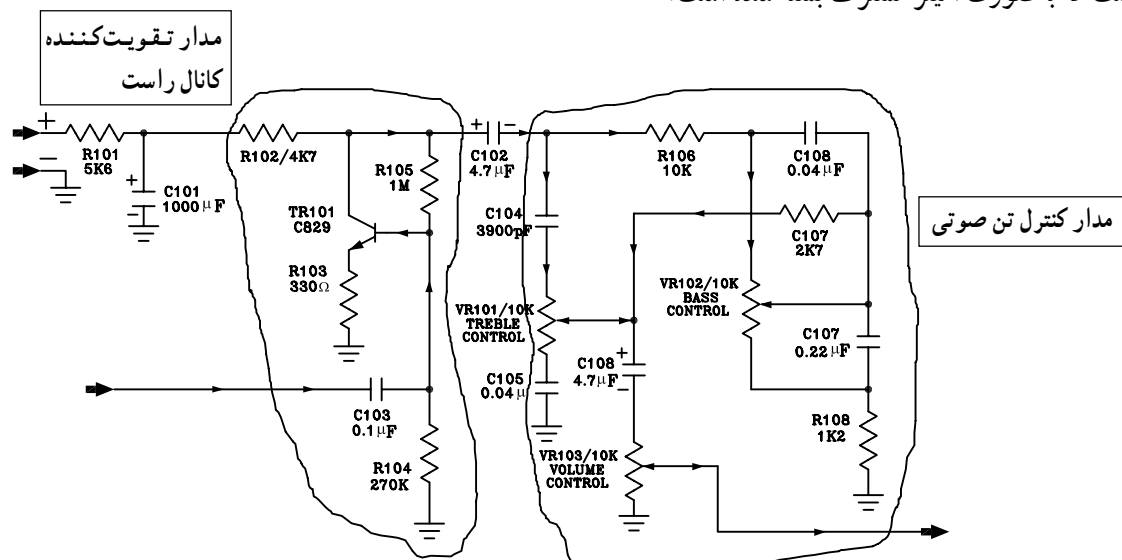 مدار تقویت‌کننده
کانال راست
+
−
R101
5K6
+
−
C101
1000μF
R102/4K7
R105
1M
TR101
C829
R103
330Ω
C103
0.1μF
R104
270K
+
−
C102
4.7μF
R106
10K
C108
0.04μF
C104
3900pF
C107
2K7
VR101/10K
TREBLE
CONTROL
VR102/10K
BASS
CONTROL
C105
0.04μ
+
C108
4.7μF
−
C107
0.22μF
R108
1K2
VR103/10K
VOLUME
CONTROL
مدار کنترل تن صوتی